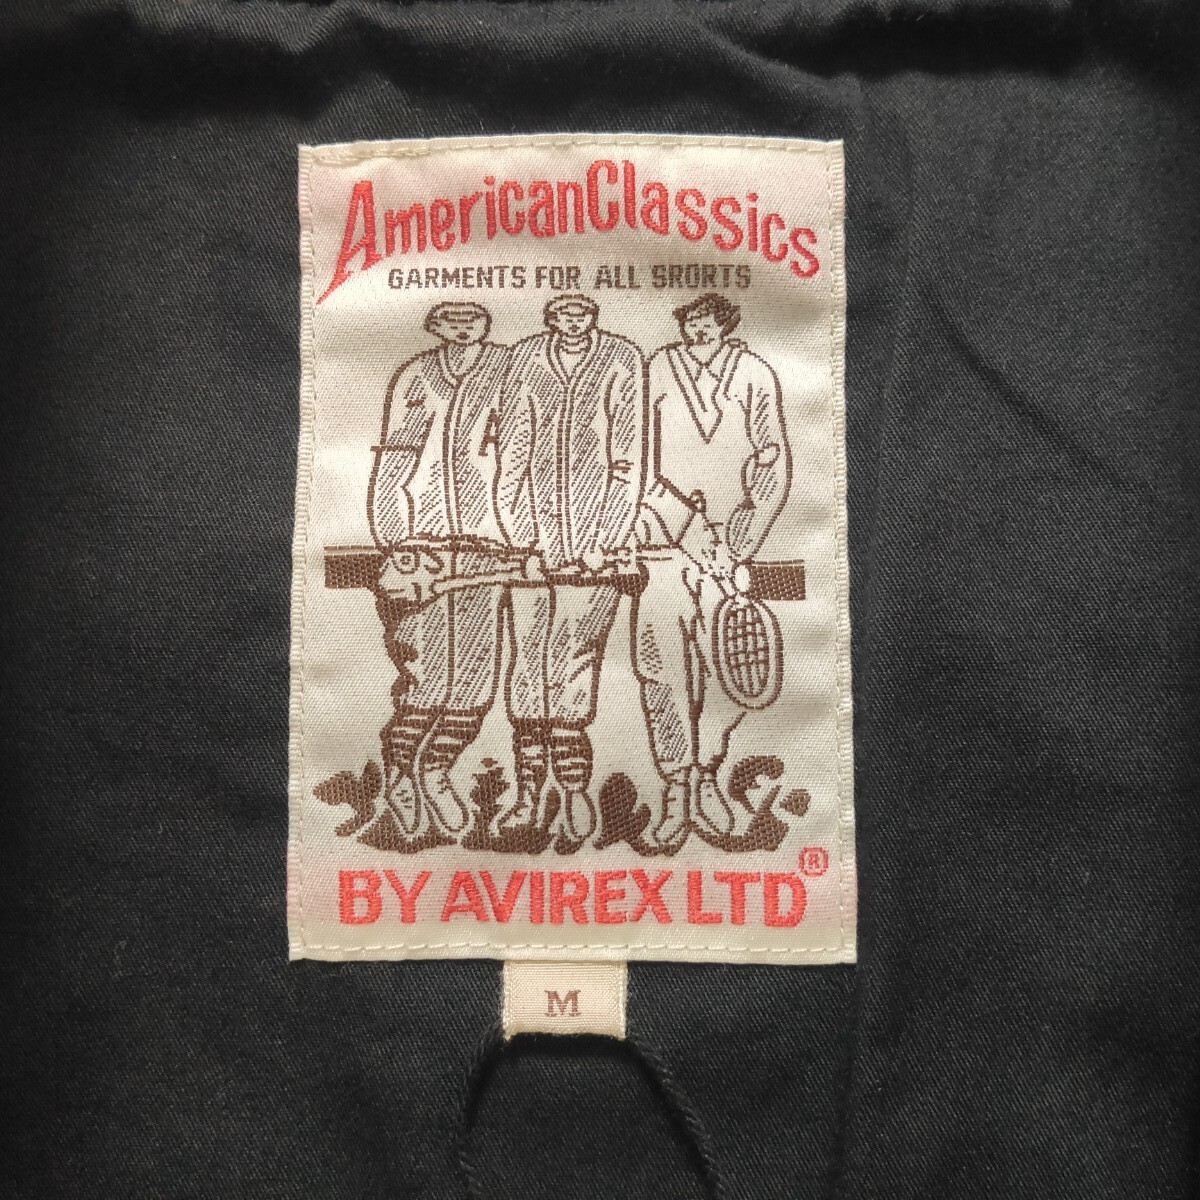 AmericanClassics
GARMENTS FOR ALL SRORTS
A
BY AVIREX LTD®
M